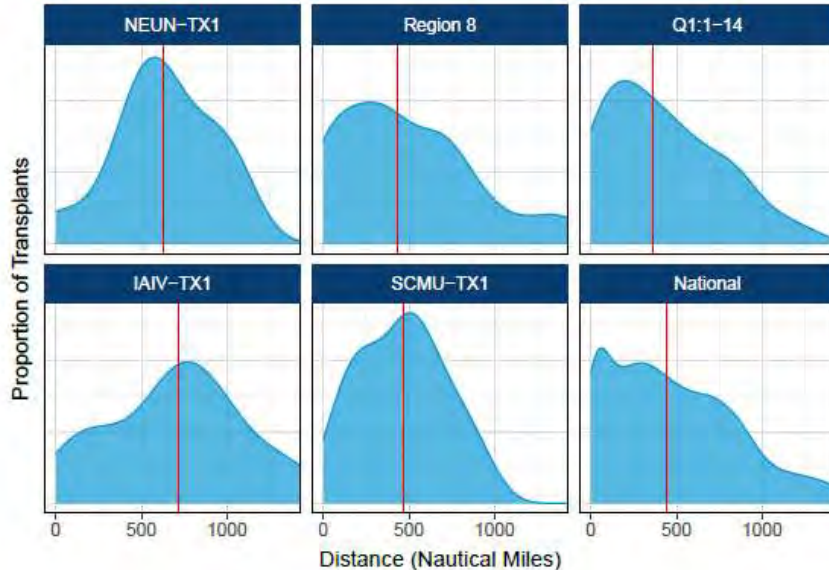 NEUN−TX1
Region 8
Q1:1−14
IAIV−TX1
SCMU−TX1
National
Proportion of Transplants
0 500 1000
0 500 1000
0 500 1000
Distance (Nautical Miles)